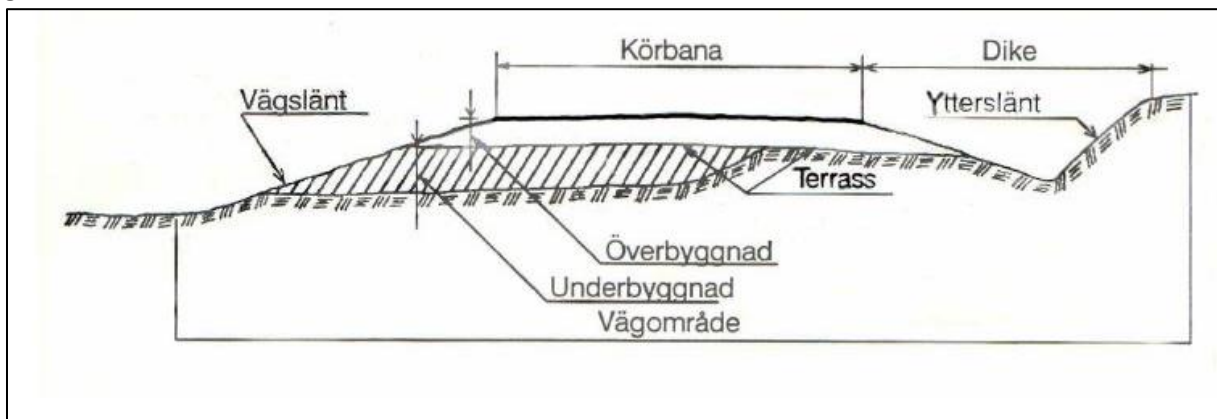 Körbana
Dike
Vägslänt
Ytterslänt
Terrass
Överbyggnad
Underbyggnad
Vägområde